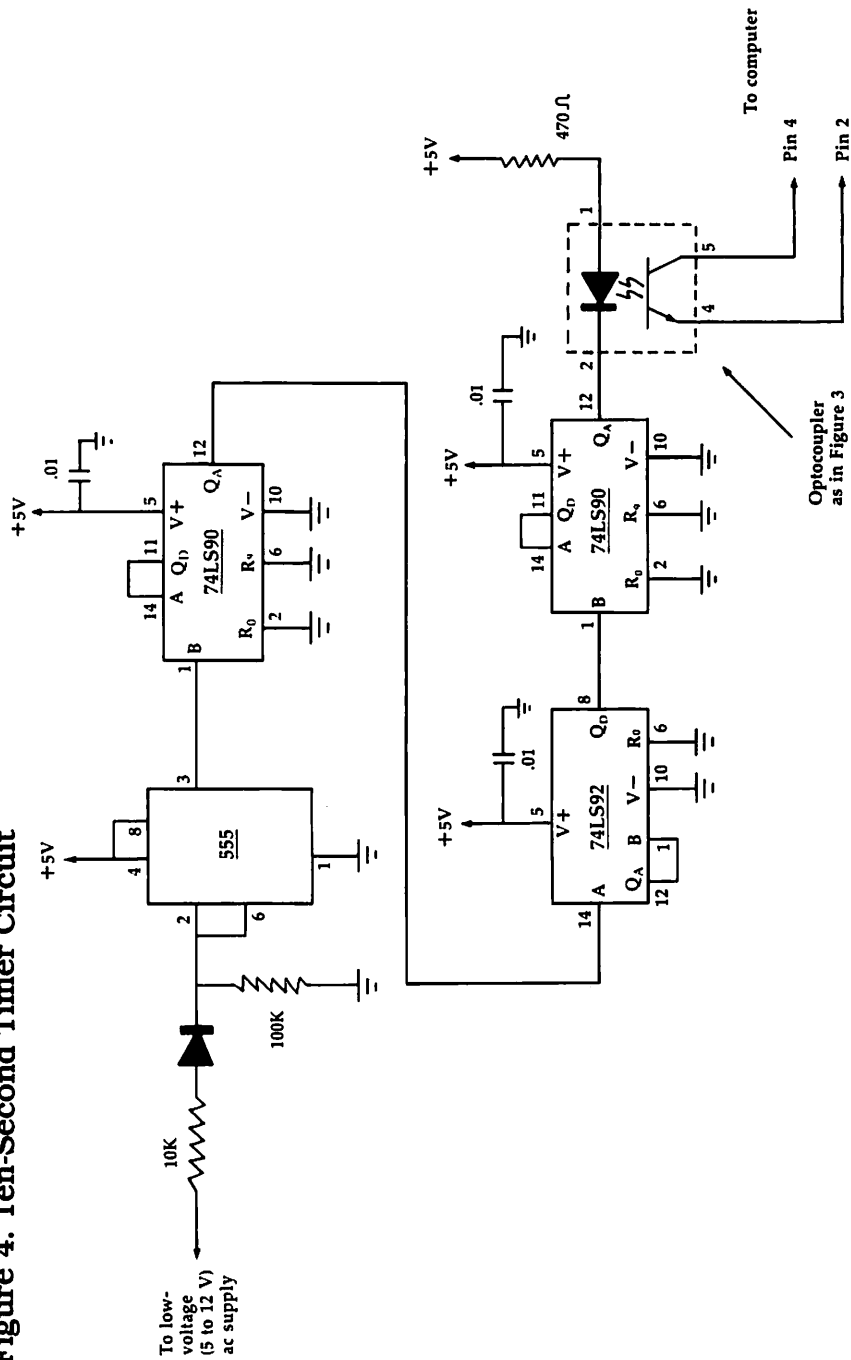 Figure 4. Ten-Second Timer Circuit
+5V
4
8
555
2
6
3
1
10K
100K
To low-
voltage
(5 to 12 V)
ac supply
+5V
.01
14
11
5
A
QD
V+
1
B
74LS90
QA
12
R0
R9
V−
2
6
10
+5V
.01
5
V+
14
A
74LS92
QD
8
QA
B
V−
R0
12
1
10
6
+5V
.01
14
11
5
A
QD
V+
1
B
74LS90
QA
12
R0
R9
V−
2
6
10
+5V
470Ω
2
1
4
5
Optocoupler
as in Figure 3
To computer
Pin 4
Pin 2